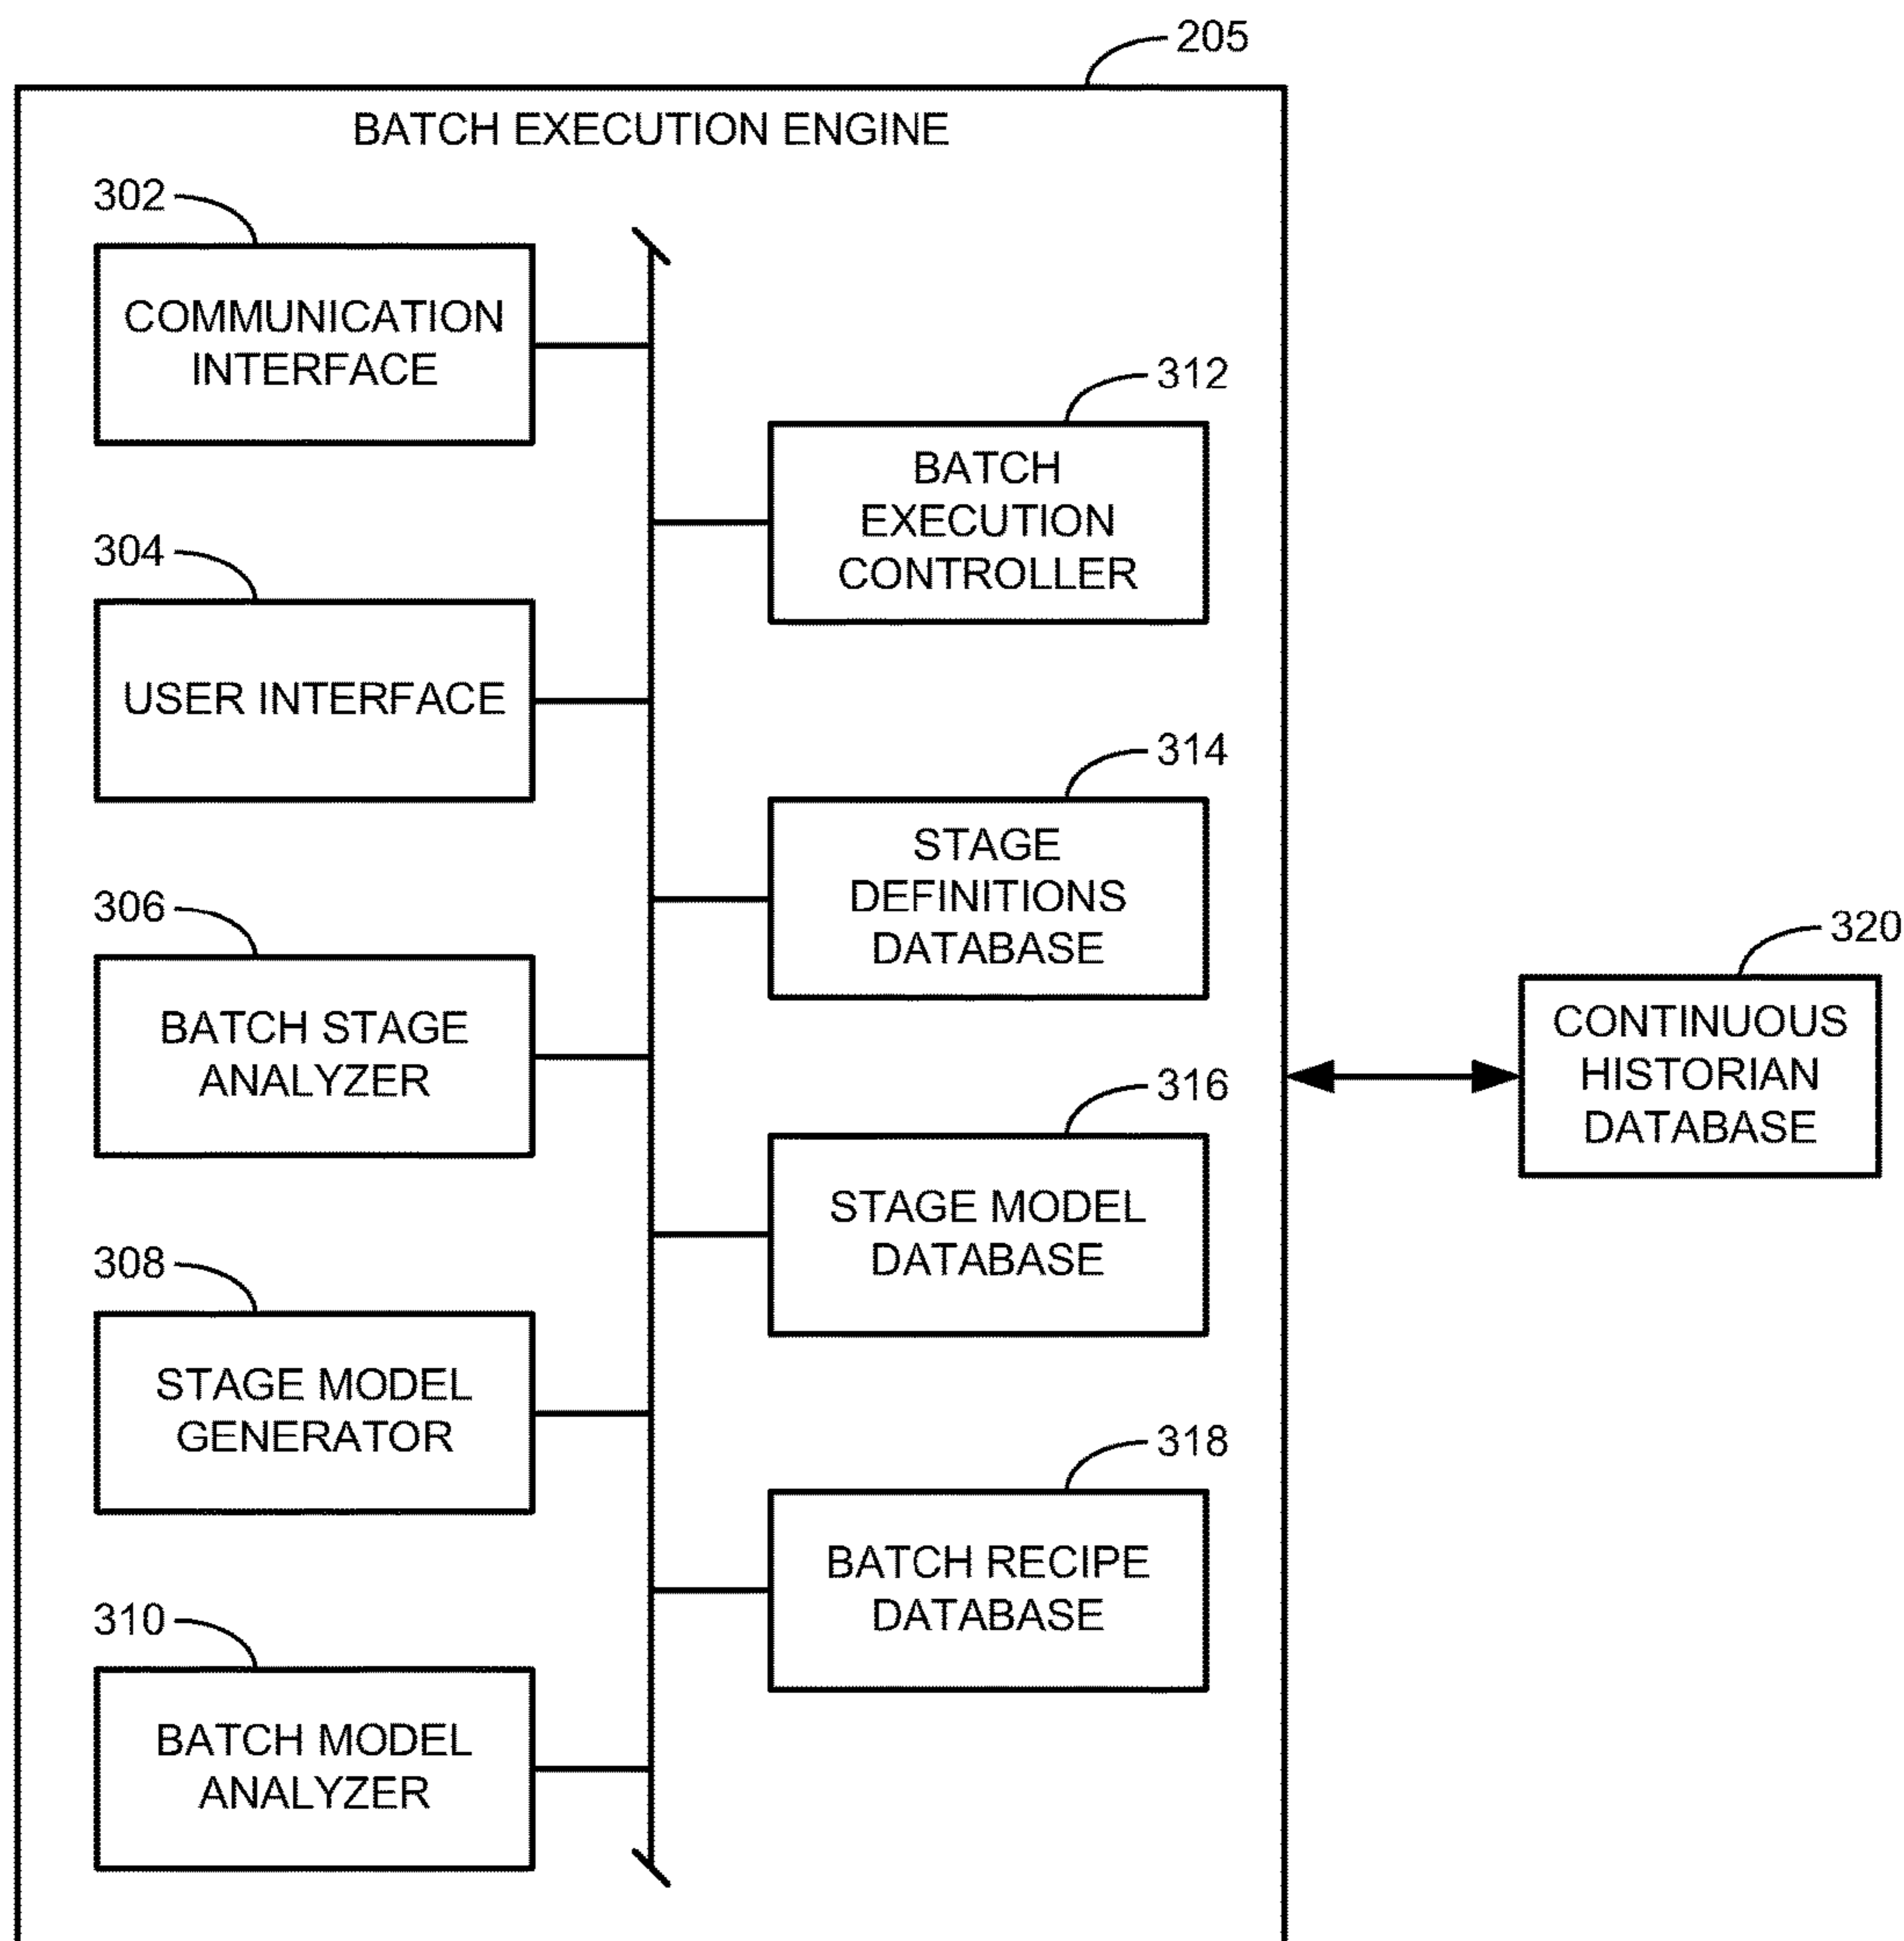 205
BATCH EXECUTION ENGINE
302
COMMUNICATION
INTERFACE
312
BATCH
EXECUTION
CONTROLLER
304
USER INTERFACE
314
STAGE
DEFINITIONS
DATABASE
306
BATCH STAGE
ANALYZER
320
CONTINUOUS
HISTORIAN
DATABASE
316
STAGE MODEL
DATABASE
308
STAGE MODEL
GENERATOR
318
BATCH RECIPE
DATABASE
310
BATCH MODEL
ANALYZER